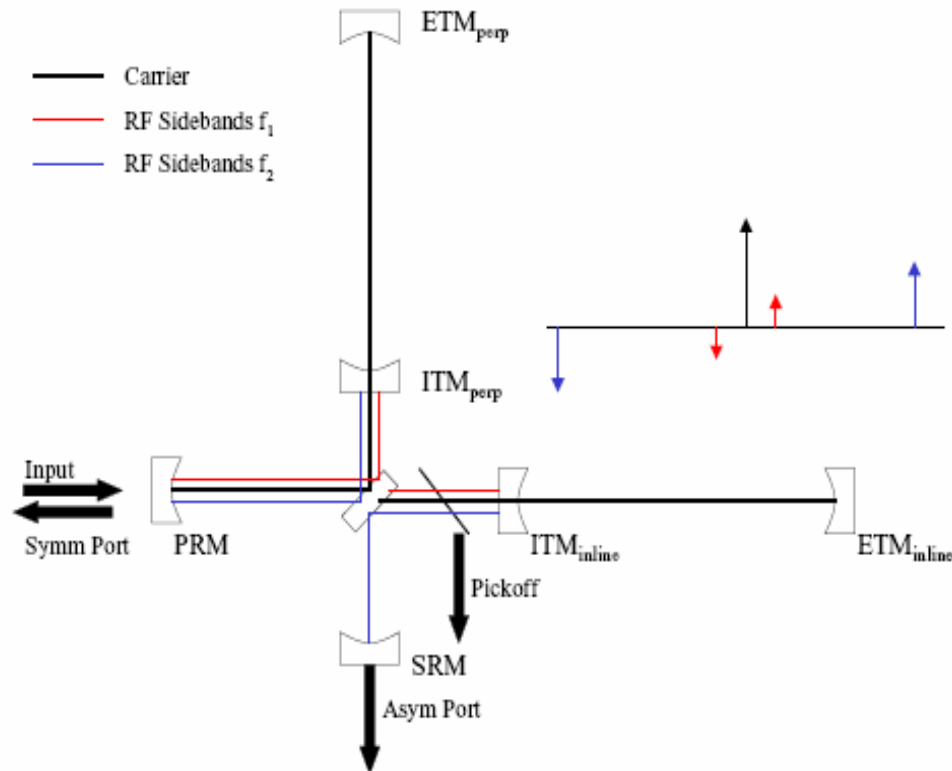 ETMperp
Carrier
RF Sidebands f1
RF Sidebands f2
ITMperp
Input
Symm Port
PRM
ITMinline
ETMinline
Pickoff
SRM
Asym Port